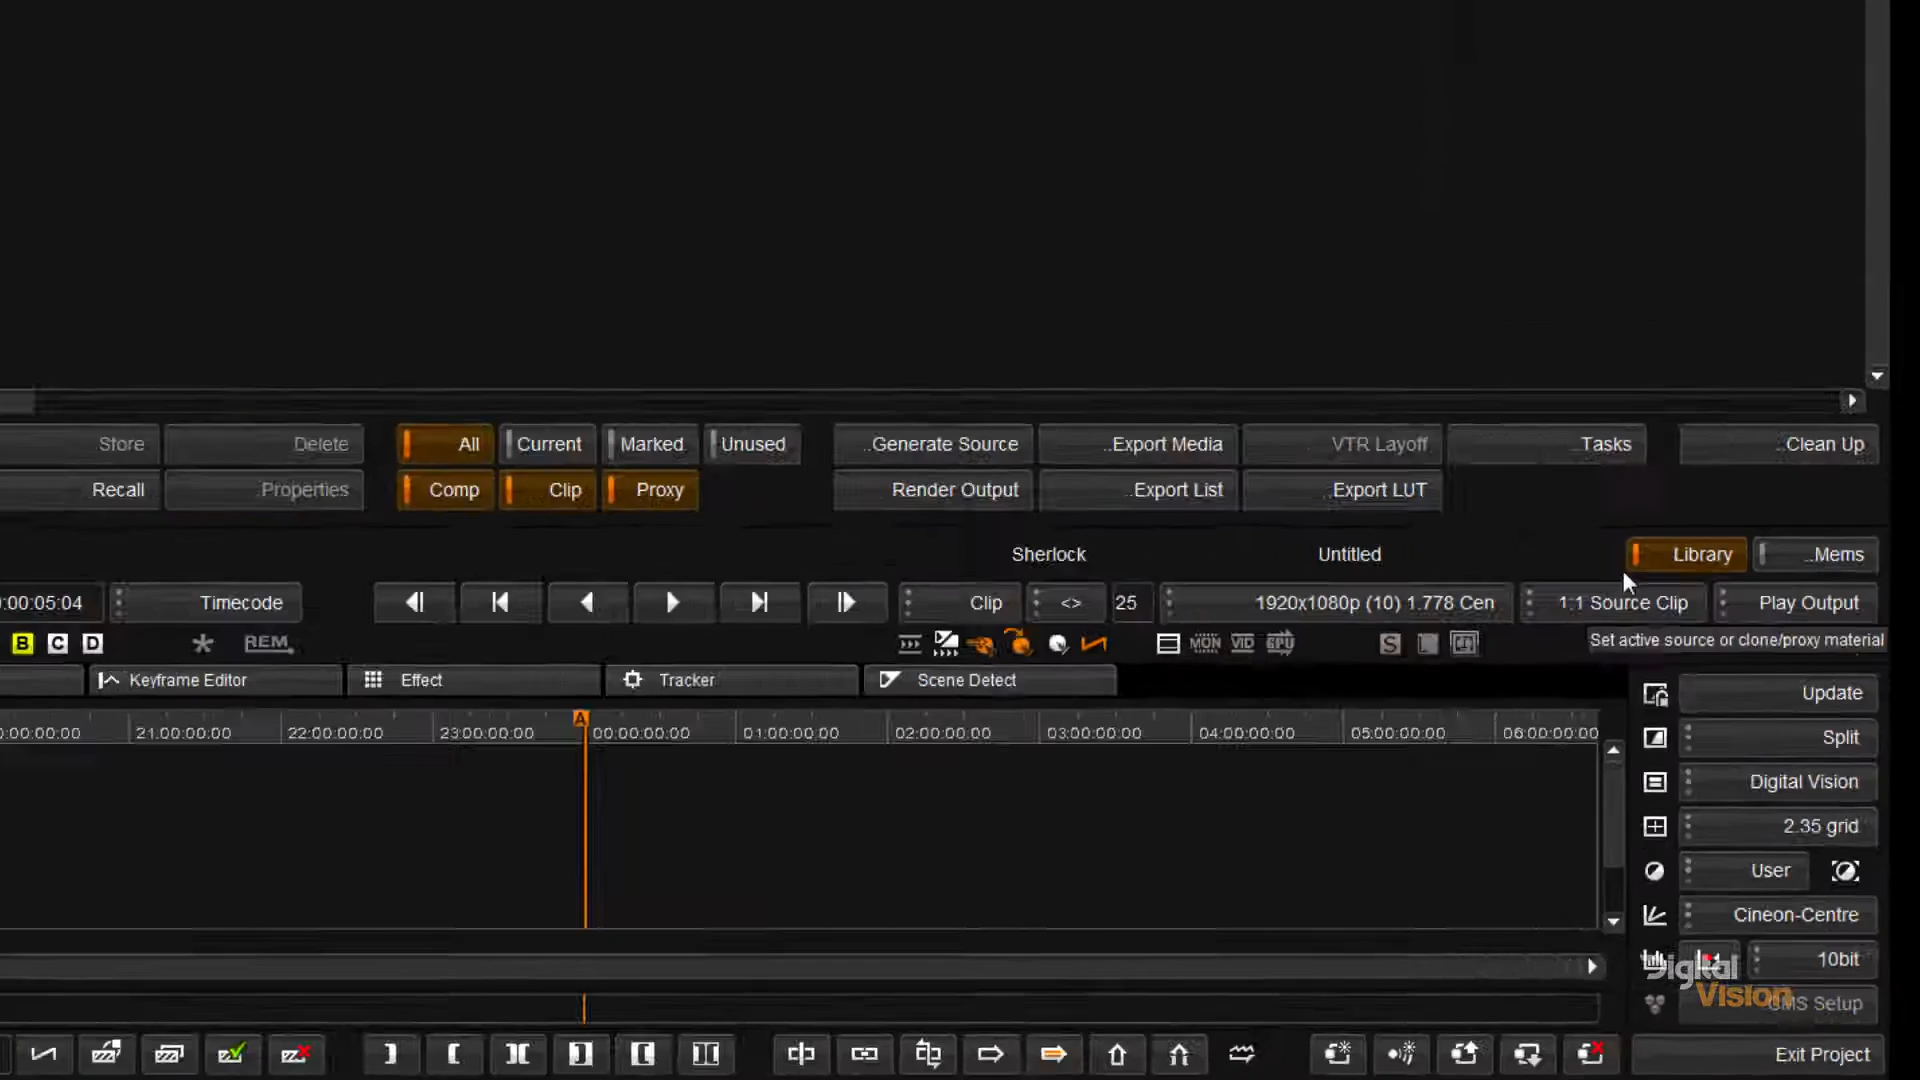 Store Delete All Current Marked Unused ..Generate Source ..Export Media VTR Layoff ..Tasks ..Clean Up
Recall ..Properties Comp Clip Proxy Render Output ..Export List ..Export LUT
Sherlock Untitled Library ..Mems
:00:05:04 Timecode Clip <> 25 1920x1080p (10) 1.778 Cen 1:1 Source Clip Play Output
B C D * REM MON VID GPU S Set active source or clone/proxy material
Keyframe Editor Effect Tracker Scene Detect
Update
A
0:00:00:00 21:00:00:00 22:00:00:00 23:00:00:00 00:00:00:00 01:00:00:00 02:00:00:00 03:00:00:00 04:00:00:00 05:00:00:00 06:00:00:00
Split
Digital Vision
2.35 grid
User
Cineon-Centre
10bit
Digital
Vision
CMS Setup
Exit Project